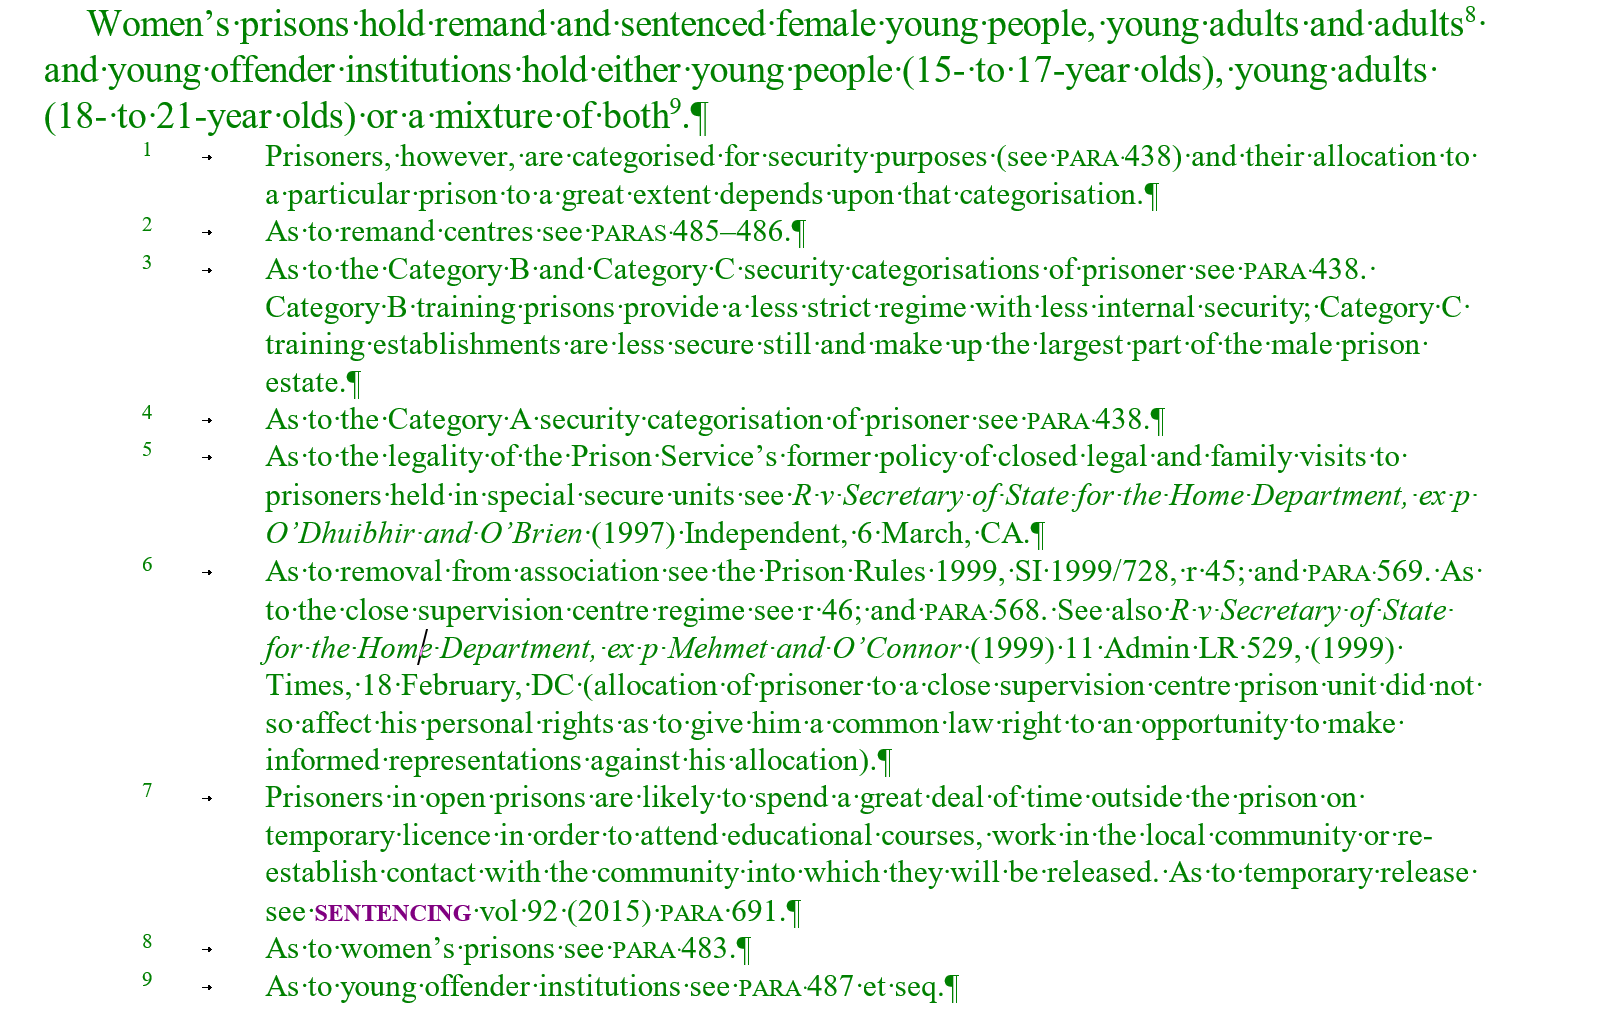 Women’s prisons hold remand and sentenced female young people, young adults and adults⁸
and young offender institutions hold either young people (15- to 17-year olds), young adults
(18- to 21-year olds) or a mixture of both⁹.¶
1 → Prisoners, however, are categorised for security purposes (see PARA 438) and their allocation to
a particular prison to a great extent depends upon that categorisation.¶
2 → As to remand centres see PARAS 485–486.¶
3 → As to the Category B and Category C security categorisations of prisoner see PARA 438.
Category B training prisons provide a less strict regime with less internal security; Category C
training establishments are less secure still and make up the largest part of the male prison
estate.¶
4 → As to the Category A security categorisation of prisoner see PARA 438.¶
5 → As to the legality of the Prison Service’s former policy of closed legal and family visits to
prisoners held in special secure units see R v Secretary of State for the Home Department, ex p
O’Dhuibhir and O’Brien (1997) Independent, 6 March, CA.¶
6 → As to removal from association see the Prison Rules 1999, SI 1999/728, r 45; and PARA 569. As
to the close supervision centre regime see r 46; and PARA 568. See also R v Secretary of State
for the Home Department, ex p Mehmet and O’Connor (1999) 11 Admin LR 529, (1999)
Times, 18 February, DC (allocation of prisoner to a close supervision centre prison unit did not
so affect his personal rights as to give him a common law right to an opportunity to make
informed representations against his allocation).¶
7 → Prisoners in open prisons are likely to spend a great deal of time outside the prison on
temporary licence in order to attend educational courses, work in the local community or re-
establish contact with the community into which they will be released. As to temporary release
see SENTENCING vol 92 (2015) PARA 691.¶
8 → As to women’s prisons see PARA 483.¶
9 → As to young offender institutions see PARA 487 et seq.¶